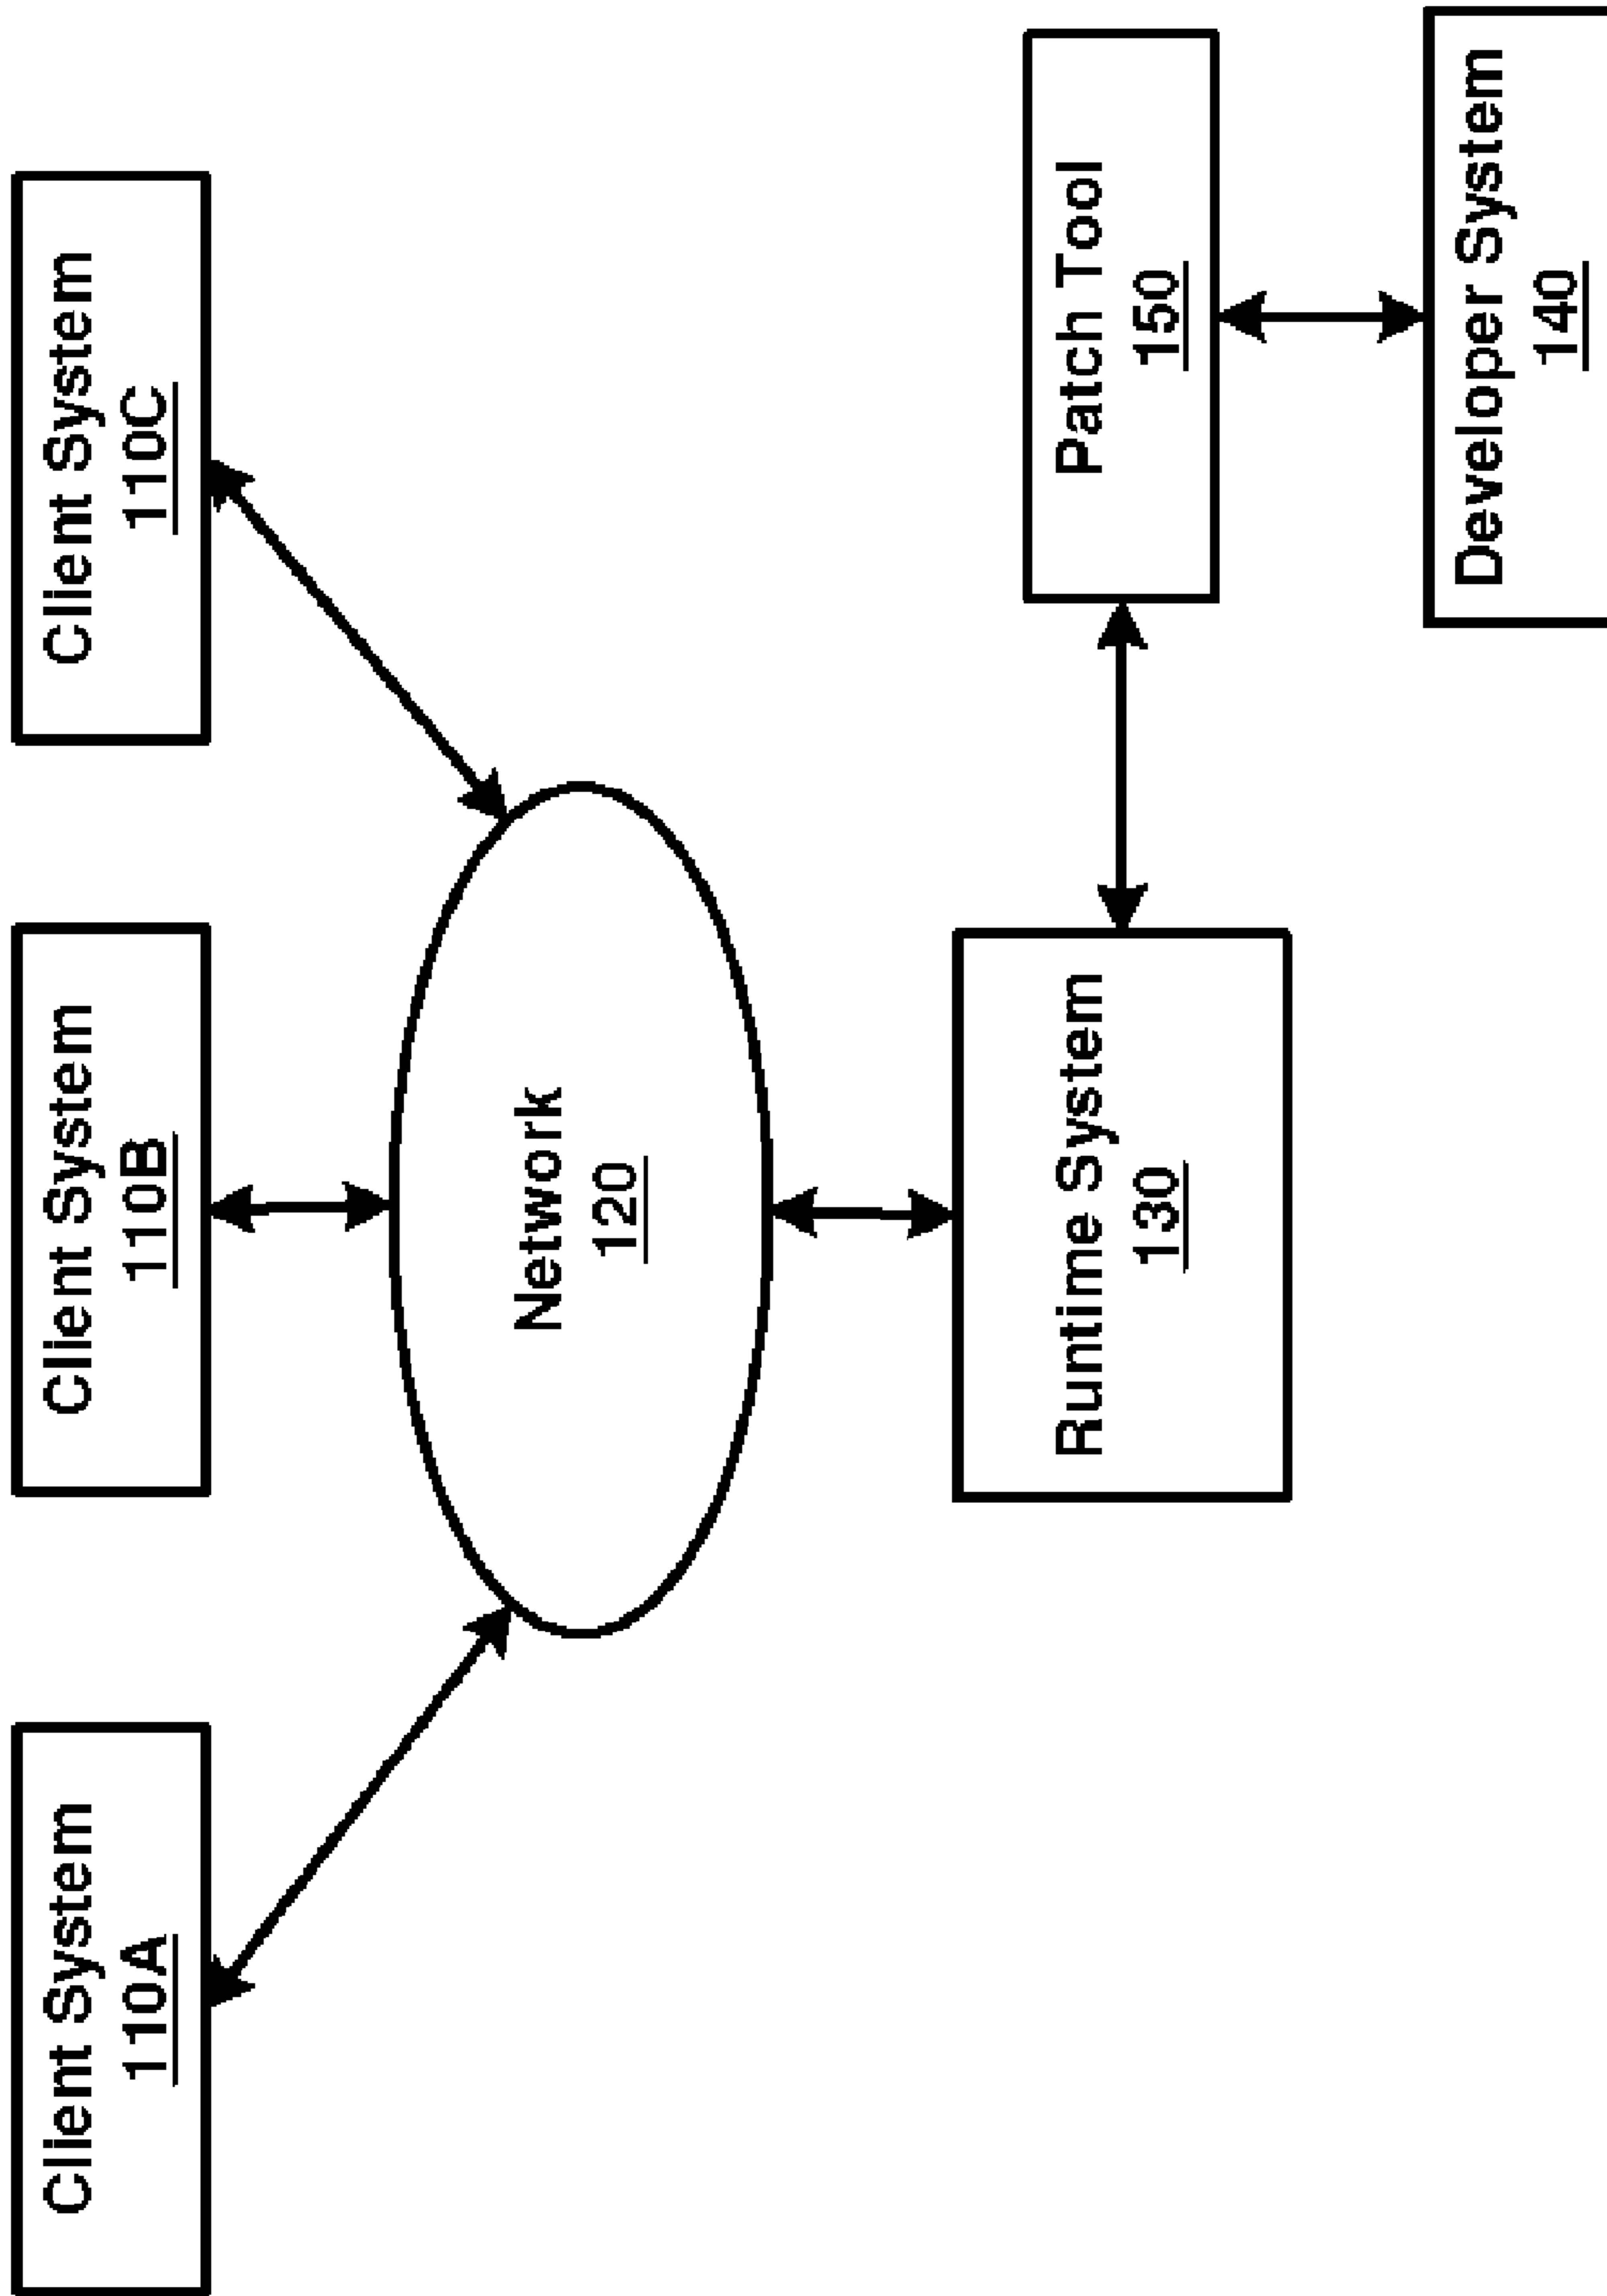 Client System
110A
Client System
110B
Client System
110C
Network
120
Runtime System
130
Patch Tool
150
Developer System
140